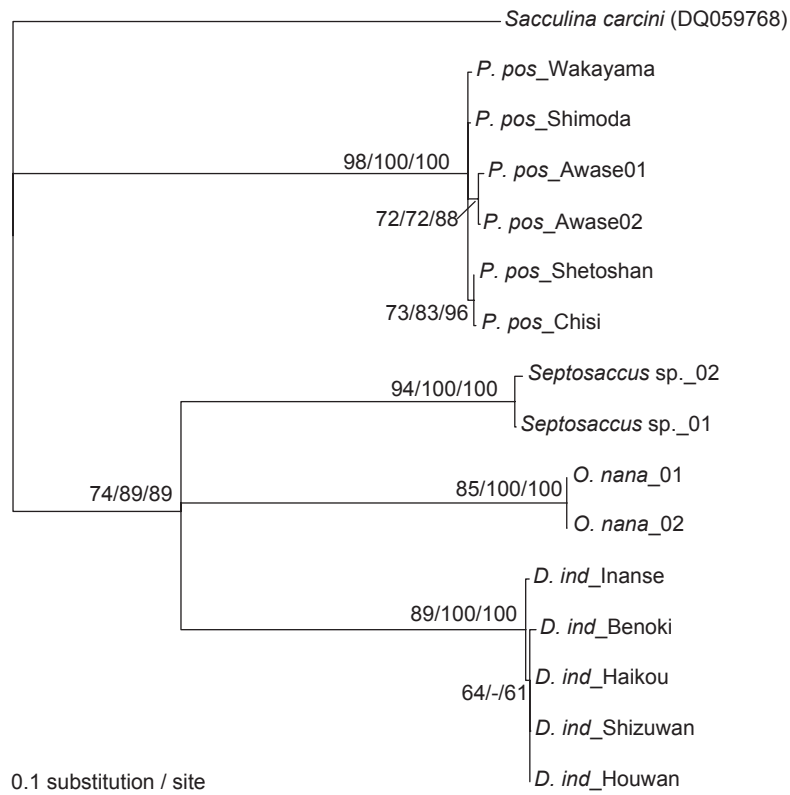 Sacculina carcini (DQ059768)
P. pos_Wakayama
P. pos_Shimoda
98/100/100
P. pos_Awase01
72/72/88
P. pos_Awase02
P. pos_Shetoshan
73/83/96
P. pos_Chisi
Septosaccus sp._02
94/100/100
Septosaccus sp._01
O. nana_01
74/89/89
85/100/100
O. nana_02
D. ind_Inanse
89/100/100
D. ind_Benoki
D. ind_Haikou
64/-/61
D. ind_Shizuwan
D. ind_Houwan
0.1 substitution / site